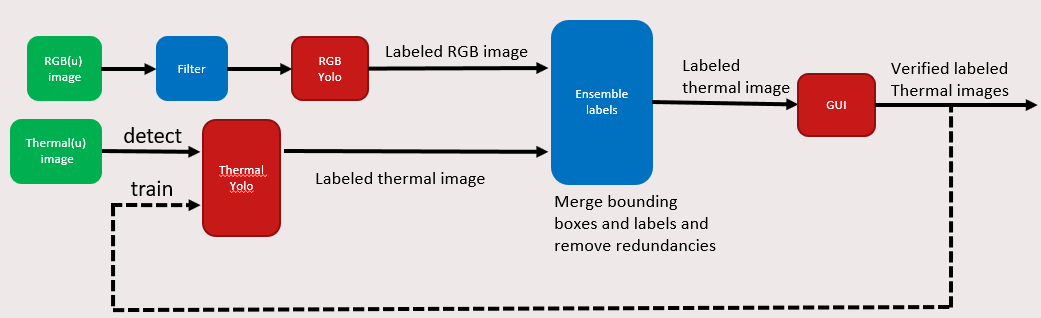 RGB(u)
image
Filter
RGB
Yolo
Labeled RGB image
Ensemble
labels
Labeled
thermal image
GUI
Verified labeled
Thermal images
Thermal(u)
image
detect
train
Thermal
Yolo
Labeled thermal image
Merge bounding
boxes and labels and
remove redundancies